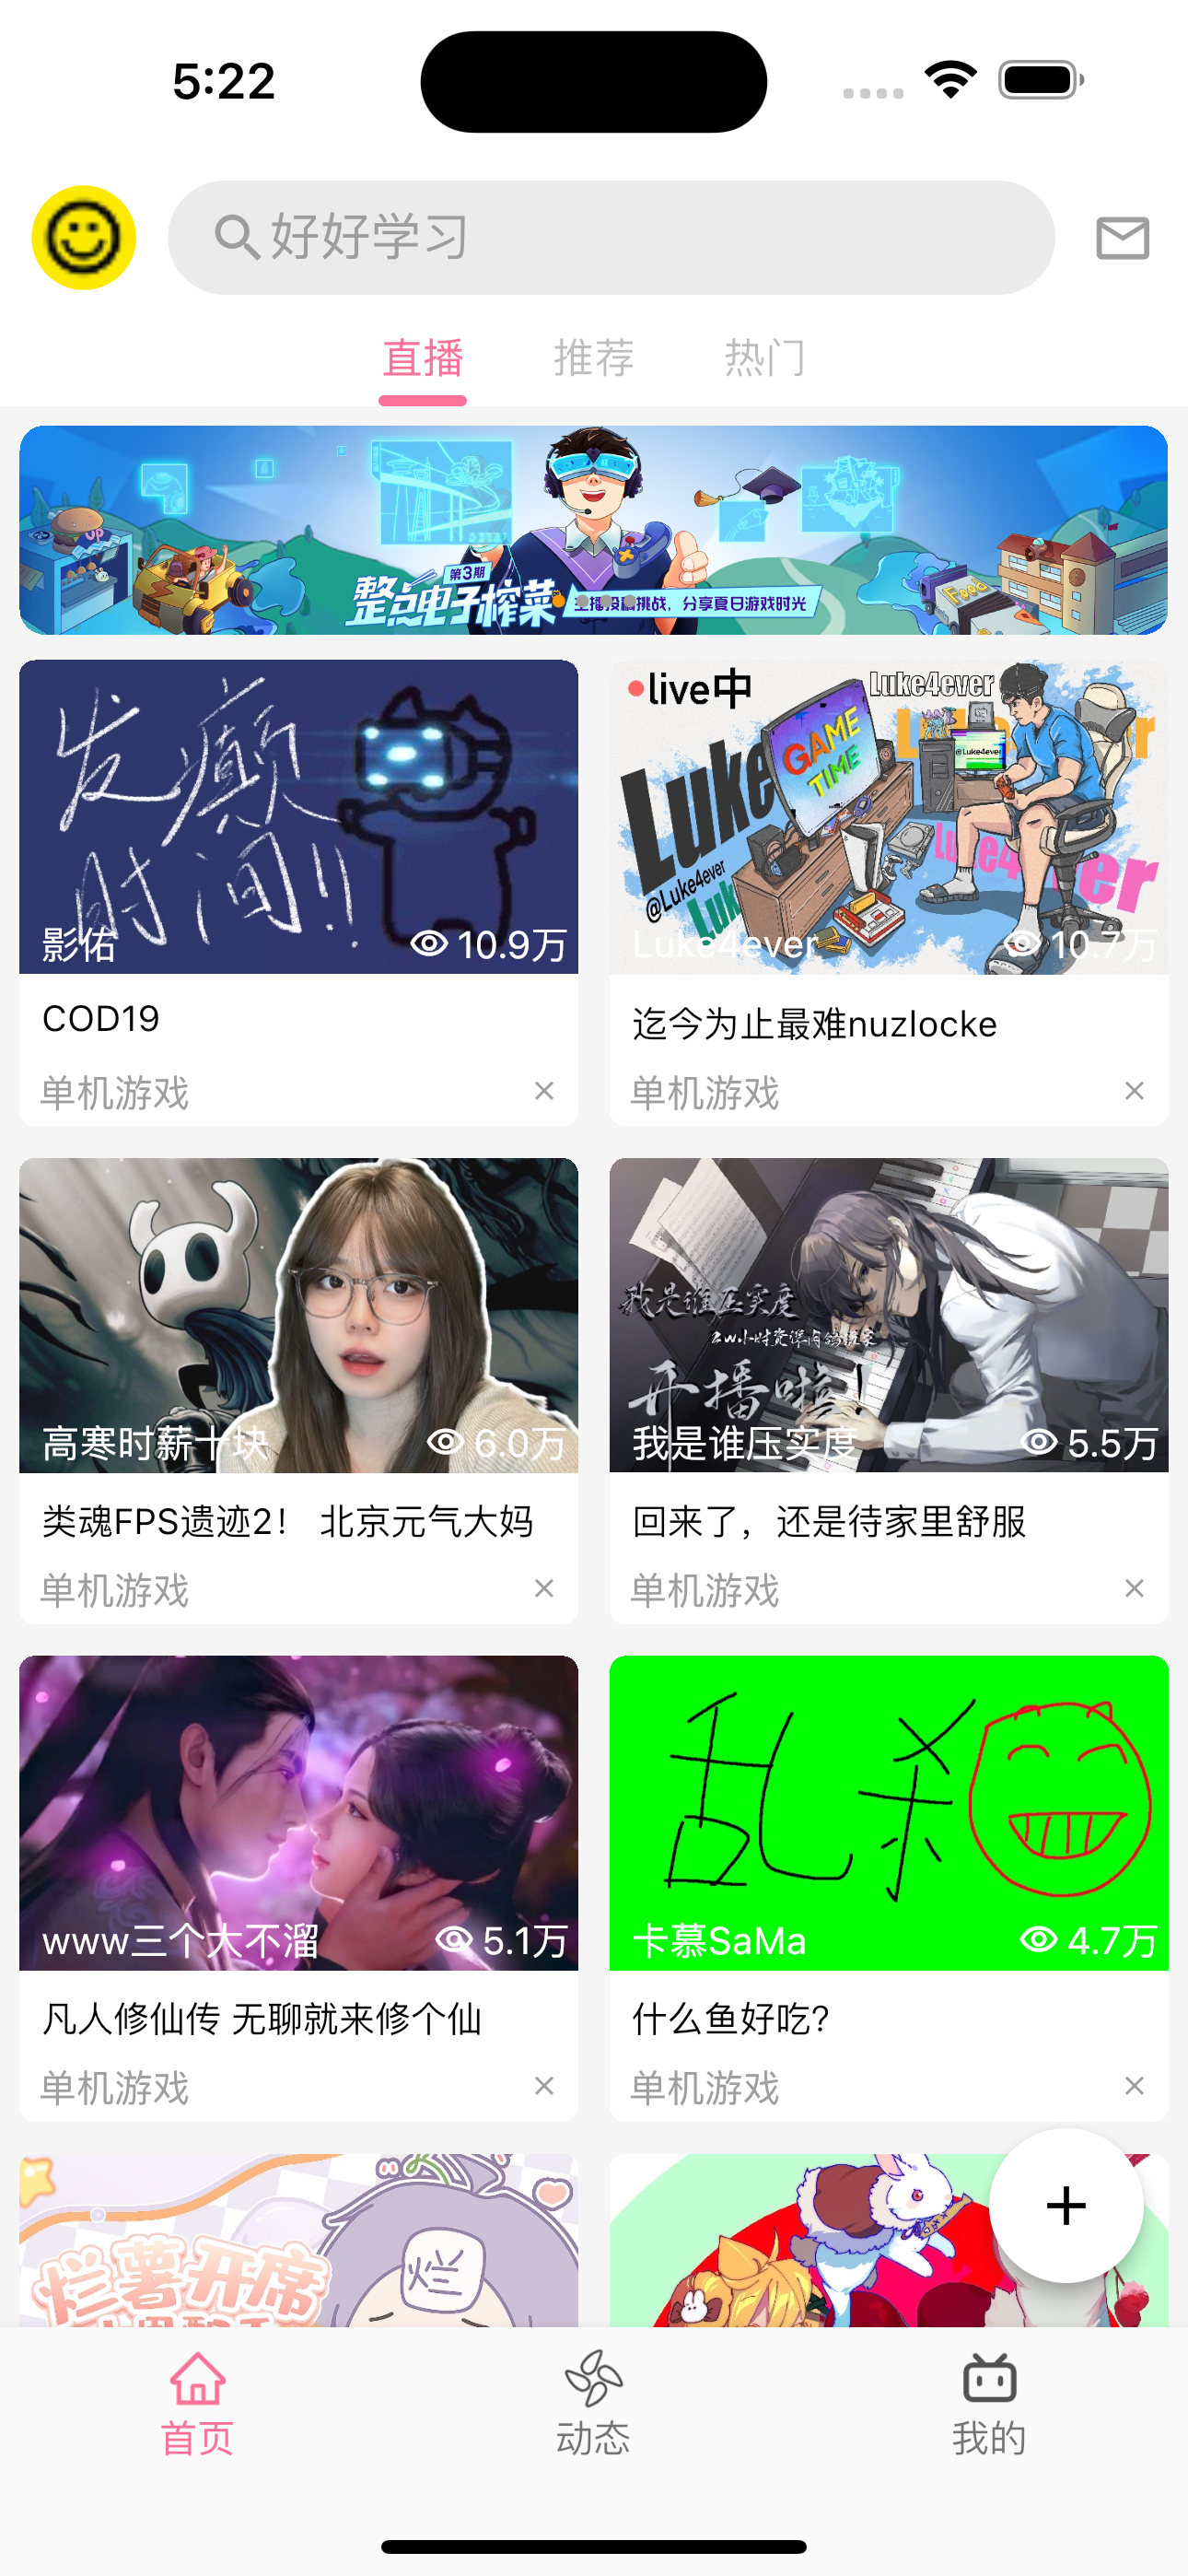 5:22
好好学习
直播
推荐
热门
UP
第3期
整点电子榨菜
挑战，分享夏日游戏时光
Food
发癫
时间!!
影佑
10.9万
COD19
单机游戏
live中
Luke4ever
GAME
TIME
Luke
@Luke4ever
@Luke4ever
Luke4ever
10.7万
迄今为止最难nuzlocke
单机游戏
高寒时薪十块
6.0万
类魂FPS遗迹2！ 北京元气大妈
单机游戏
我是谁压实度
开播啦!
我是谁压实度
5.5万
回来了，还是待家里舒服
单机游戏
www三个大不溜
5.1万
凡人修仙传 无聊就来修个仙
单机游戏
乱杀
卡慕SaMa
4.7万
什么鱼好吃?
单机游戏
烂薯开席
烂
首页
动态
我的